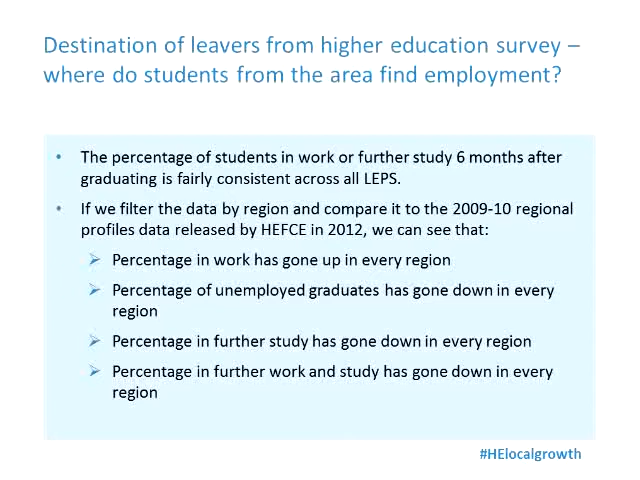 Destination of leavers from higher education survey –
where do students from the area find employment?
• The percentage of students in work or further study 6 months after
graduating is fairly consistent across all LEPS.
• If we filter the data by region and compare it to the 2009-10 regional
profiles data released by HEFCE in 2012, we can see that:
➢ Percentage in work has gone up in every region
➢ Percentage of unemployed graduates has gone down in every
region
➢ Percentage in further study has gone down in every region
➢ Percentage in further work and study has gone down in every
region
#HElocalgrowth